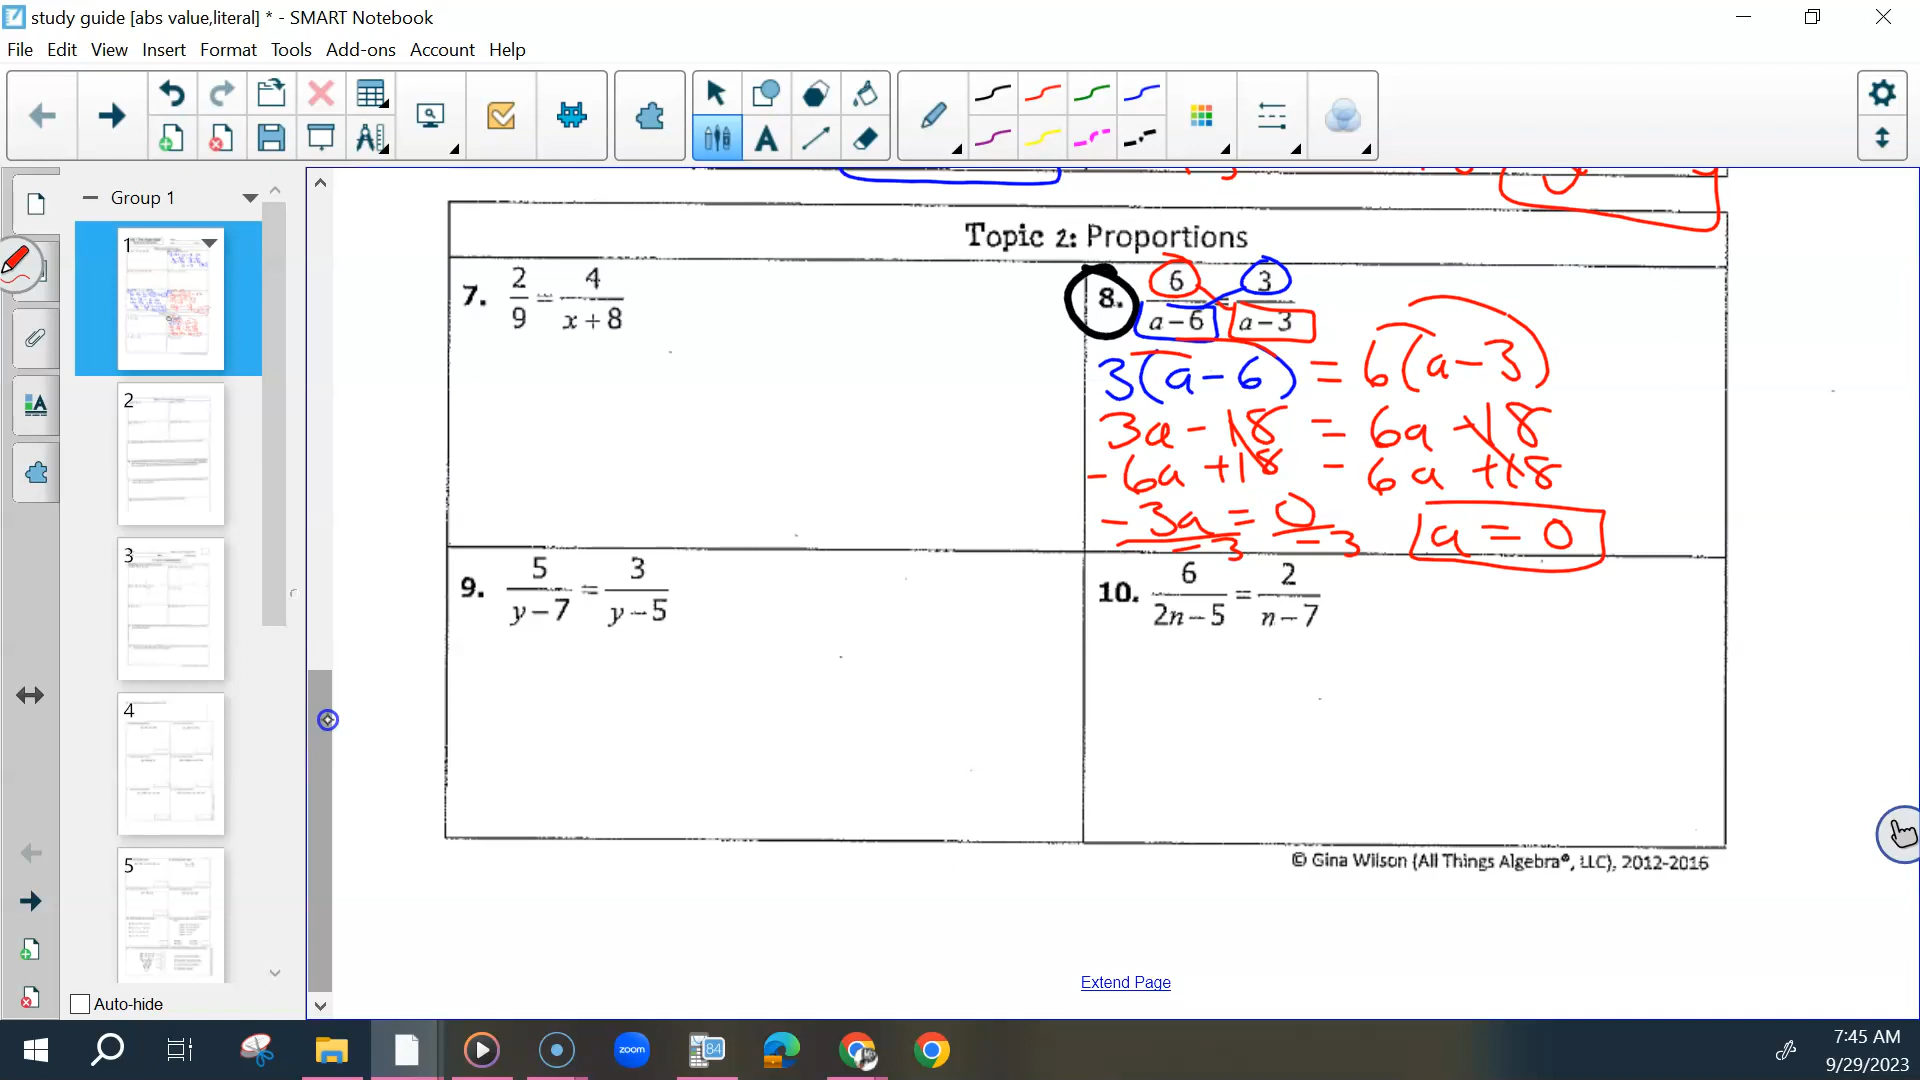 study guide [abs value,literal] * - SMART Notebook
File Edit View Insert Format Tools Add-ons Account Help
Group 1
1
2
3
4
5
Auto-hide
Topic 2: Proportions
7. 2/9 = 4/(x + 8)
8. 6/(a − 6) = 3/(a − 3)
3(a − 6) = 6(a − 3)
3a − 18 = 6a − 18
− 6a + 18 − 6a + 18
− 3a = 0
− 3 − 3
a = 0
9. 5/(y − 7) = 3/(y − 5)
10. 6/(2n − 5) = 2/(n − 7)
© Gina Wilson (All Things Algebra®, LLC), 2012-2016
Extend Page
zoom
84
7:45 AM
9/29/2023